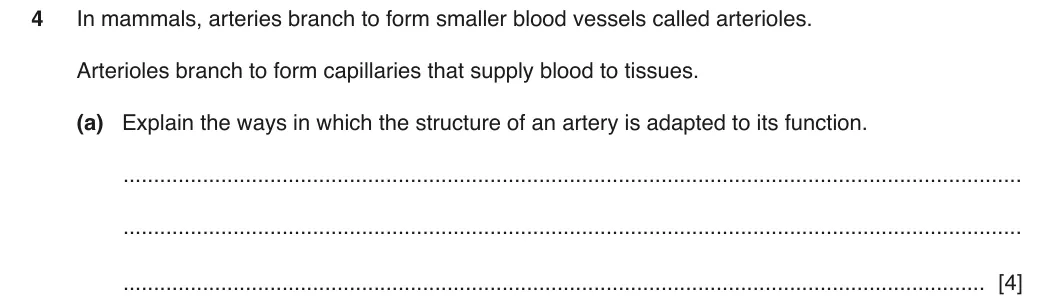 4 In mammals, arteries branch to form smaller blood vessels called arterioles.
Arterioles branch to form capillaries that supply blood to tissues.
(a) Explain the ways in which the structure of an artery is adapted to its function.
...................................................................................................................................................
...................................................................................................................................................
............................................................................................................................................. [4]